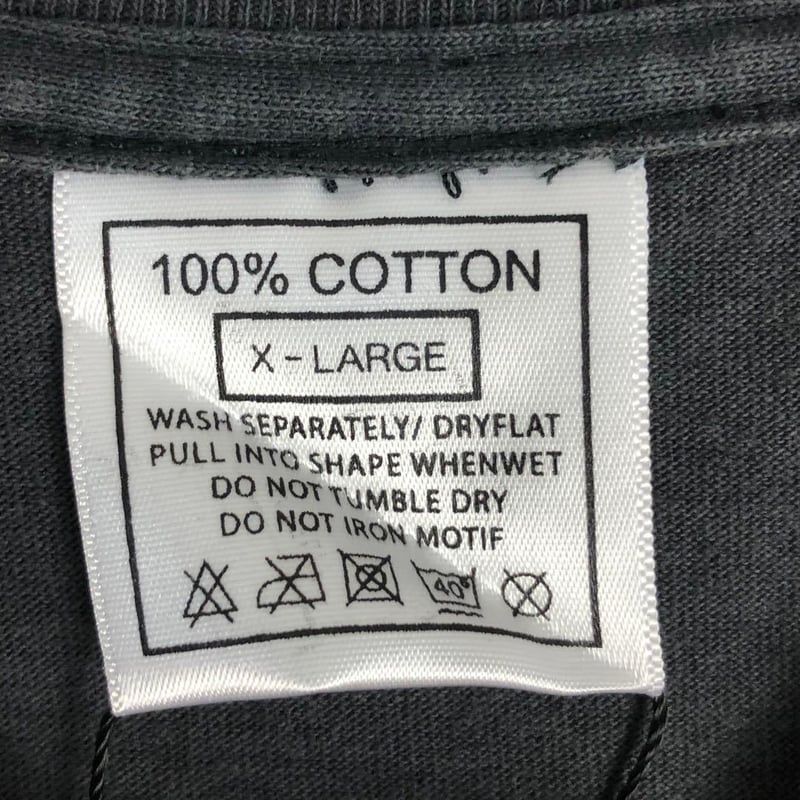 100% COTTON
X - LARGE
WASH SEPARATELY/ DRYFLAT
PULL INTO SHAPE WHENWET
DO NOT TUMBLE DRY
DO NOT IRON MOTIF
40°